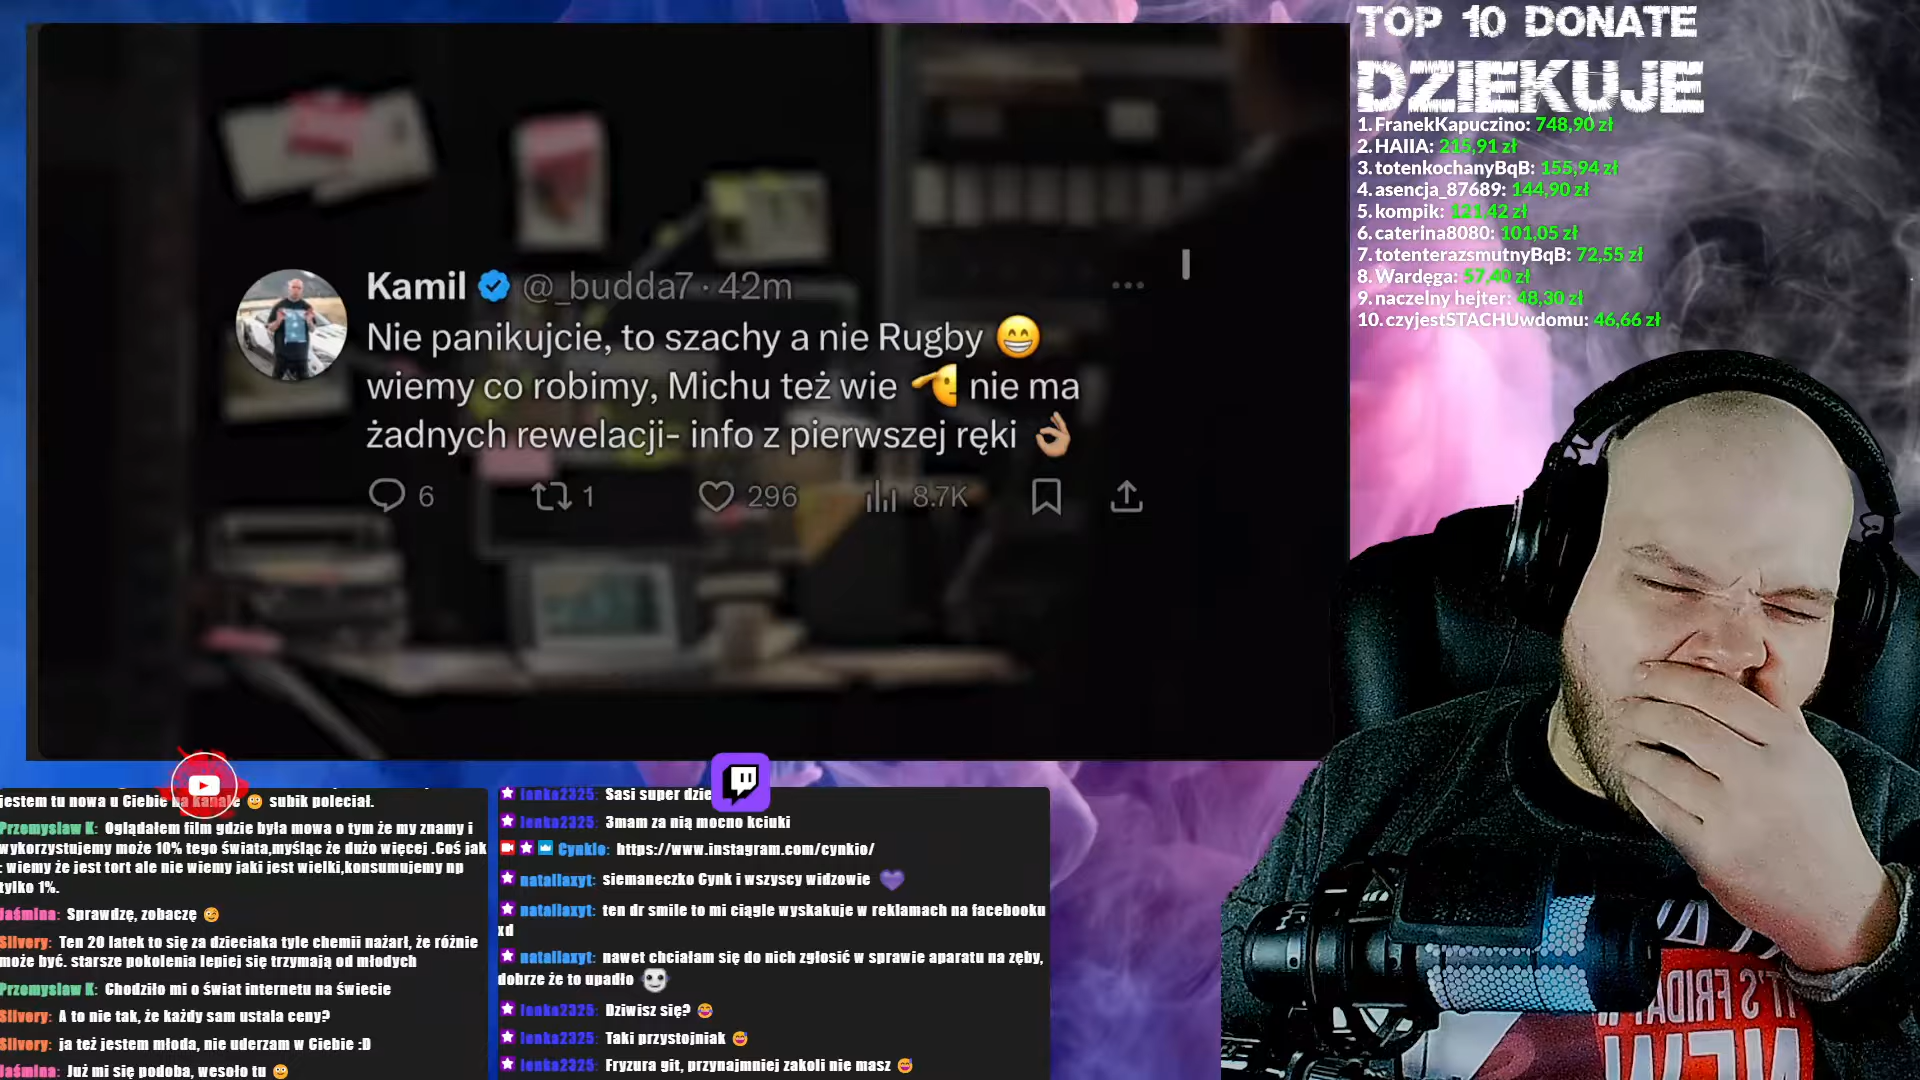 TOP 10 DONATE
DZIEKUJE
1. FranekKapuczino: 748,90 zł
2. HAIIA: 215,91 zł
3. totenkochanyBqB: 155,94 zł
4. asencja_87689: 144,90 zł
5. kompik: 121,42 zł
6. caterina8080: 101,05 zł
7. totenterazsmutnyBqB: 72,55 zł
8. Wardęga: 57,40 zł
9. naczelny hejter: 48,30 zł
10. czyjestSTACHUwdomu: 46,66 zł
Kamil @_budda7 · 42m
Nie panikujcie, to szachy a nie Rugby 😁
wiemy co robimy, Michu też wie nie ma
żadnych rewelacji- info z pierwszej ręki 👌
6 1 296 8.7K
jestem tu nowa u Ciebie na kanale subik poleciał.
Przemyslaw K: Oglądałem film gdzie była mowa o tym że my znamy i
wykorzystujemy może 10% tego świata,myśląc że dużo więcej .Coś jak
: wiemy że jest tort ale nie wiemy jaki jest wielki,konsumujemy np
tylko 1%.
Jaśmina: Sprawdzę, zobaczę
Silvery: Ten 20 latek to się za dzieciaka tyle chemii nażarł, że różnie
może być. starsze pokolenia lepiej się trzymają od młodych
Przemyslaw K: Chodziło mi o świat internetu na świecie
Silvery: A to nie tak, że każdy sam ustala ceny?
Silvery: ja też jestem młoda, nie uderzam w Ciebie :D
Jaśmina: Już mi się podoba, wesoło tu
lenka2325: Sasi super dzie
lenka2325: 3mam za nią mocno kciuki
Cynkio: https://www.instagram.com/cynkio/
nataliaxyt: siemaneczko Cynk i wszyscy widzowie 💜
nataliaxyt: ten dr smile to mi ciągle wyskakuje w reklamach na facebooku
xd
nataliaxyt: nawet chciałam się do nich zgłosić w sprawie aparatu na zęby,
dobrze że to upadło
lenka2325: Dziwisz się? 😂
lenka2325: Taki przystojniak 😅
lenka2325: Fryzura git, przynajmniej zakoli nie masz 😅
IT'S FRIDAY
NEW